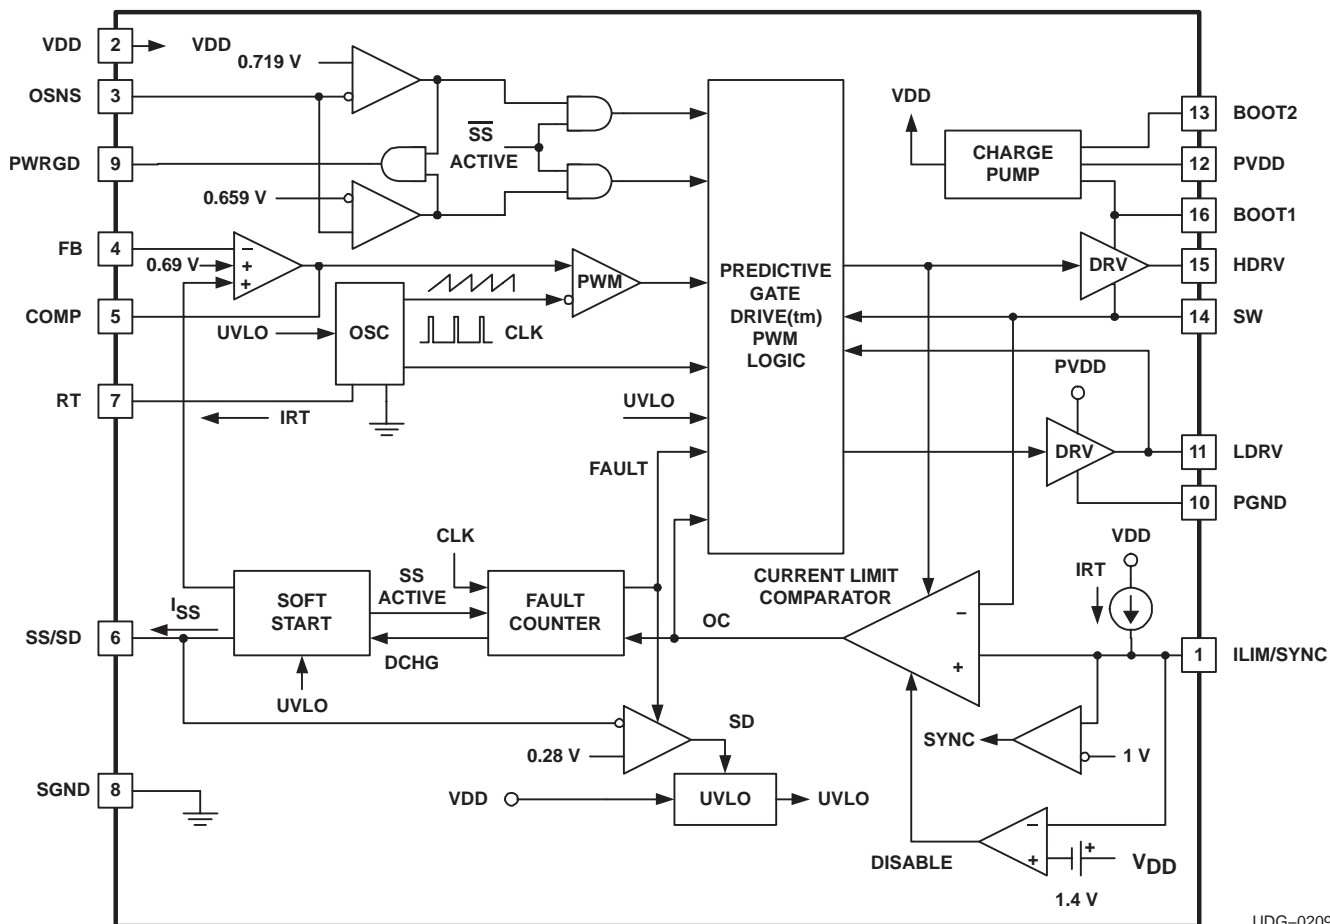 VDD 2 VDD
0.719 V
OSNS 3
PWRGD 9
SS
ACTIVE
0.659 V
FB 4 −
0.69 V +
+
COMP 5
UVLO
OSC
PWM
CLK
RT 7
IRT
UVLO
FAULT
PREDICTIVE
GATE
DRIVE(tm)
PWM
LOGIC
VDD
CHARGE
PUMP
13 BOOT2
12 PVDD
16 BOOT1
DRV
15 HDRV
14 SW
PVDD
DRV
11 LDRV
10 PGND
CLK
SOFT
START
SS
ACTIVE
FAULT
COUNTER
DCHG
UVLO
ISS
SS/SD 6
OC
CURRENT LIMIT
COMPARATOR
−
+
VDD
IRT
1 ILIM/SYNC
SYNC
1 V
0.28 V
SD
VDD
UVLO
UVLO
SGND 8
DISABLE
−
+
+
VDD
1.4 V
UDG–0209